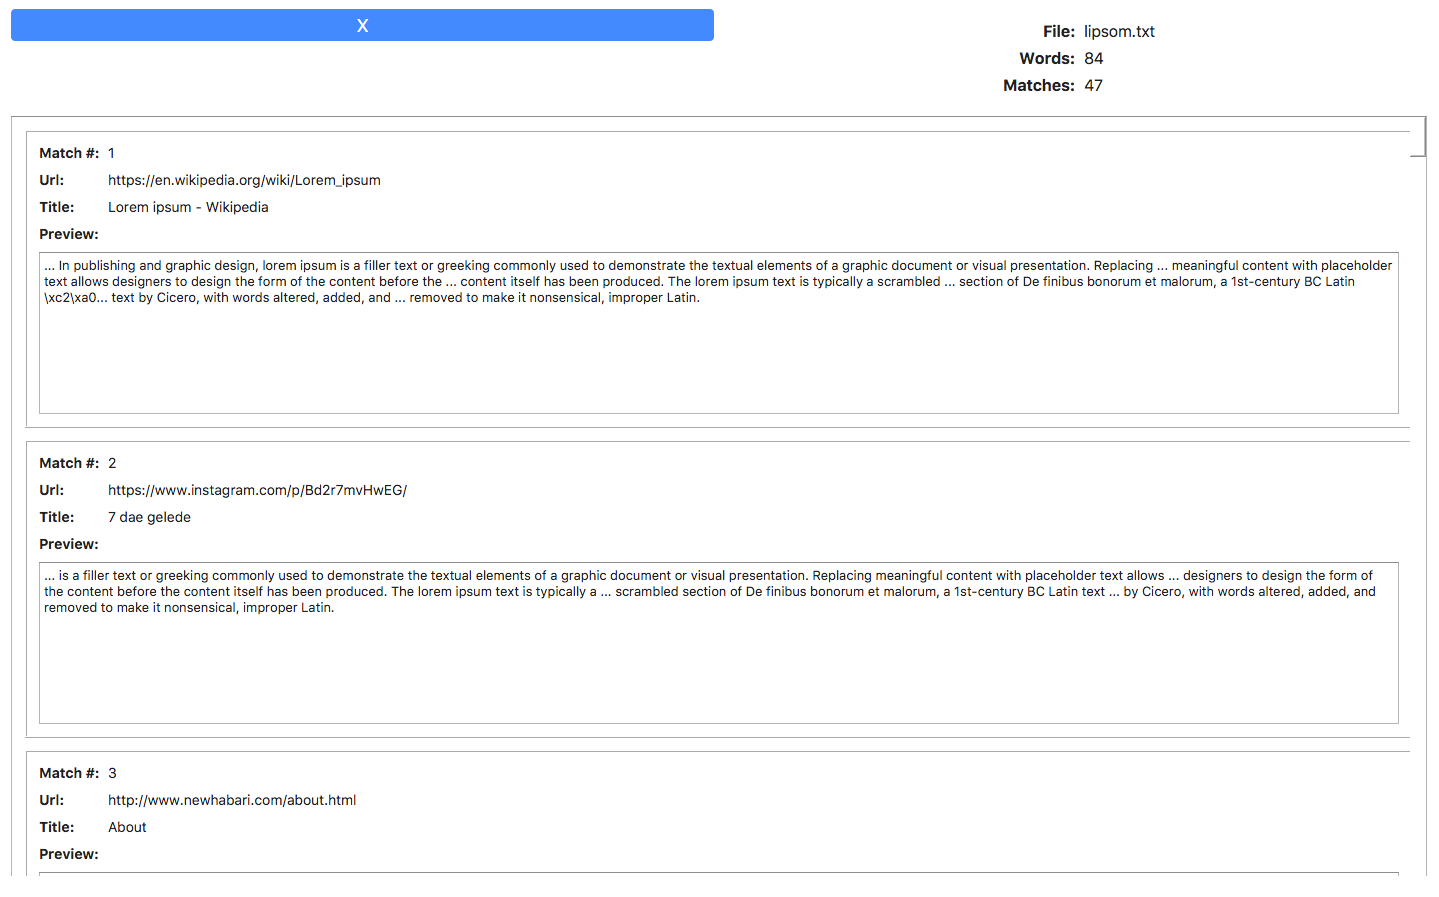 X
File: lipsom.txt
Words: 84
Matches: 47
Match #: 1
Url: https://en.wikipedia.org/wiki/Lorem_ipsum
Title: Lorem ipsum - Wikipedia
Preview:
... In publishing and graphic design, lorem ipsum is a filler text or greeking commonly used to demonstrate the textual elements of a graphic document or visual presentation. Replacing ... meaningful content with placeholder
text allows designers to design the form of the content before the ... content itself has been produced. The lorem ipsum text is typically a scrambled ... section of De finibus bonorum et malorum, a 1st-century BC Latin
\xc2\xa0... text by Cicero, with words altered, added, and ... removed to make it nonsensical, improper Latin.
Match #: 2
Url: https://www.instagram.com/p/Bd2r7mvHwEG/
Title: 7 dae gelede
Preview:
... is a filler text or greeking commonly used to demonstrate the textual elements of a graphic document or visual presentation. Replacing meaningful content with placeholder text allows ... designers to design the form of
the content before the content itself has been produced. The lorem ipsum text is typically a ... scrambled section of De finibus bonorum et malorum, a 1st-century BC Latin text ... by Cicero, with words altered, added, and
removed to make it nonsensical, improper Latin.
Match #: 3
Url: http://www.newhabari.com/about.html
Title: About
Preview: